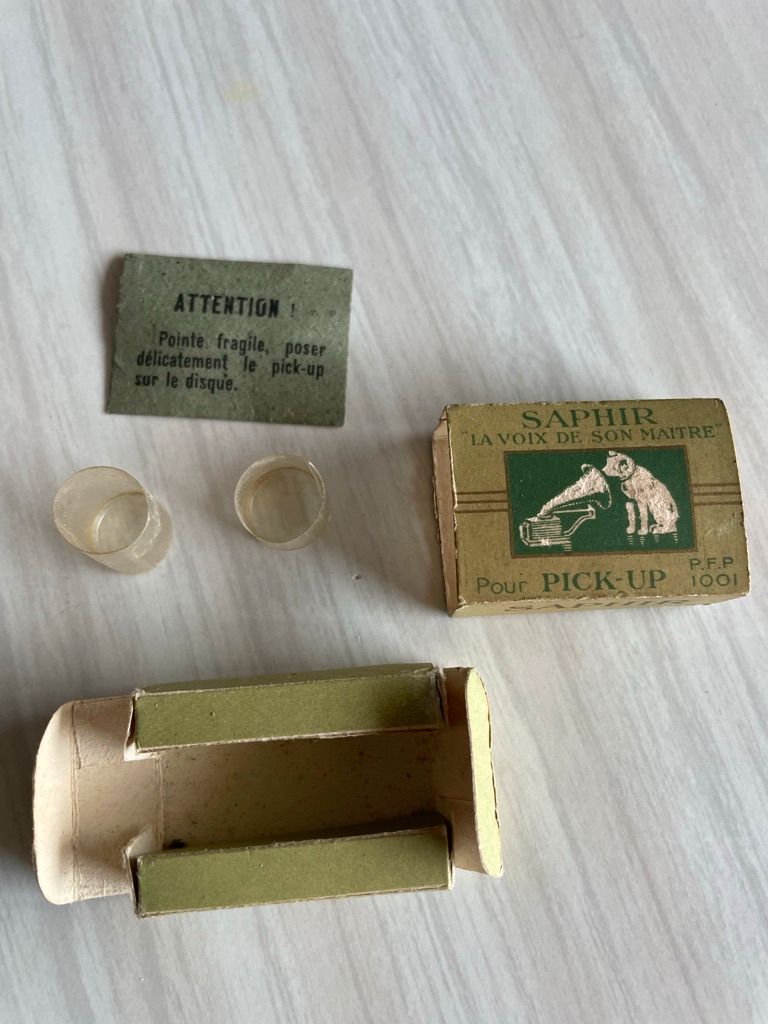 ATTENTION !
Pointe fragile, poser
délicatement le pick-up
sur le disque.
SAPHIR
"LA VOIX DE SON MAITRE"
Pour PICK-UP P.F.P
1001
SAPHIR